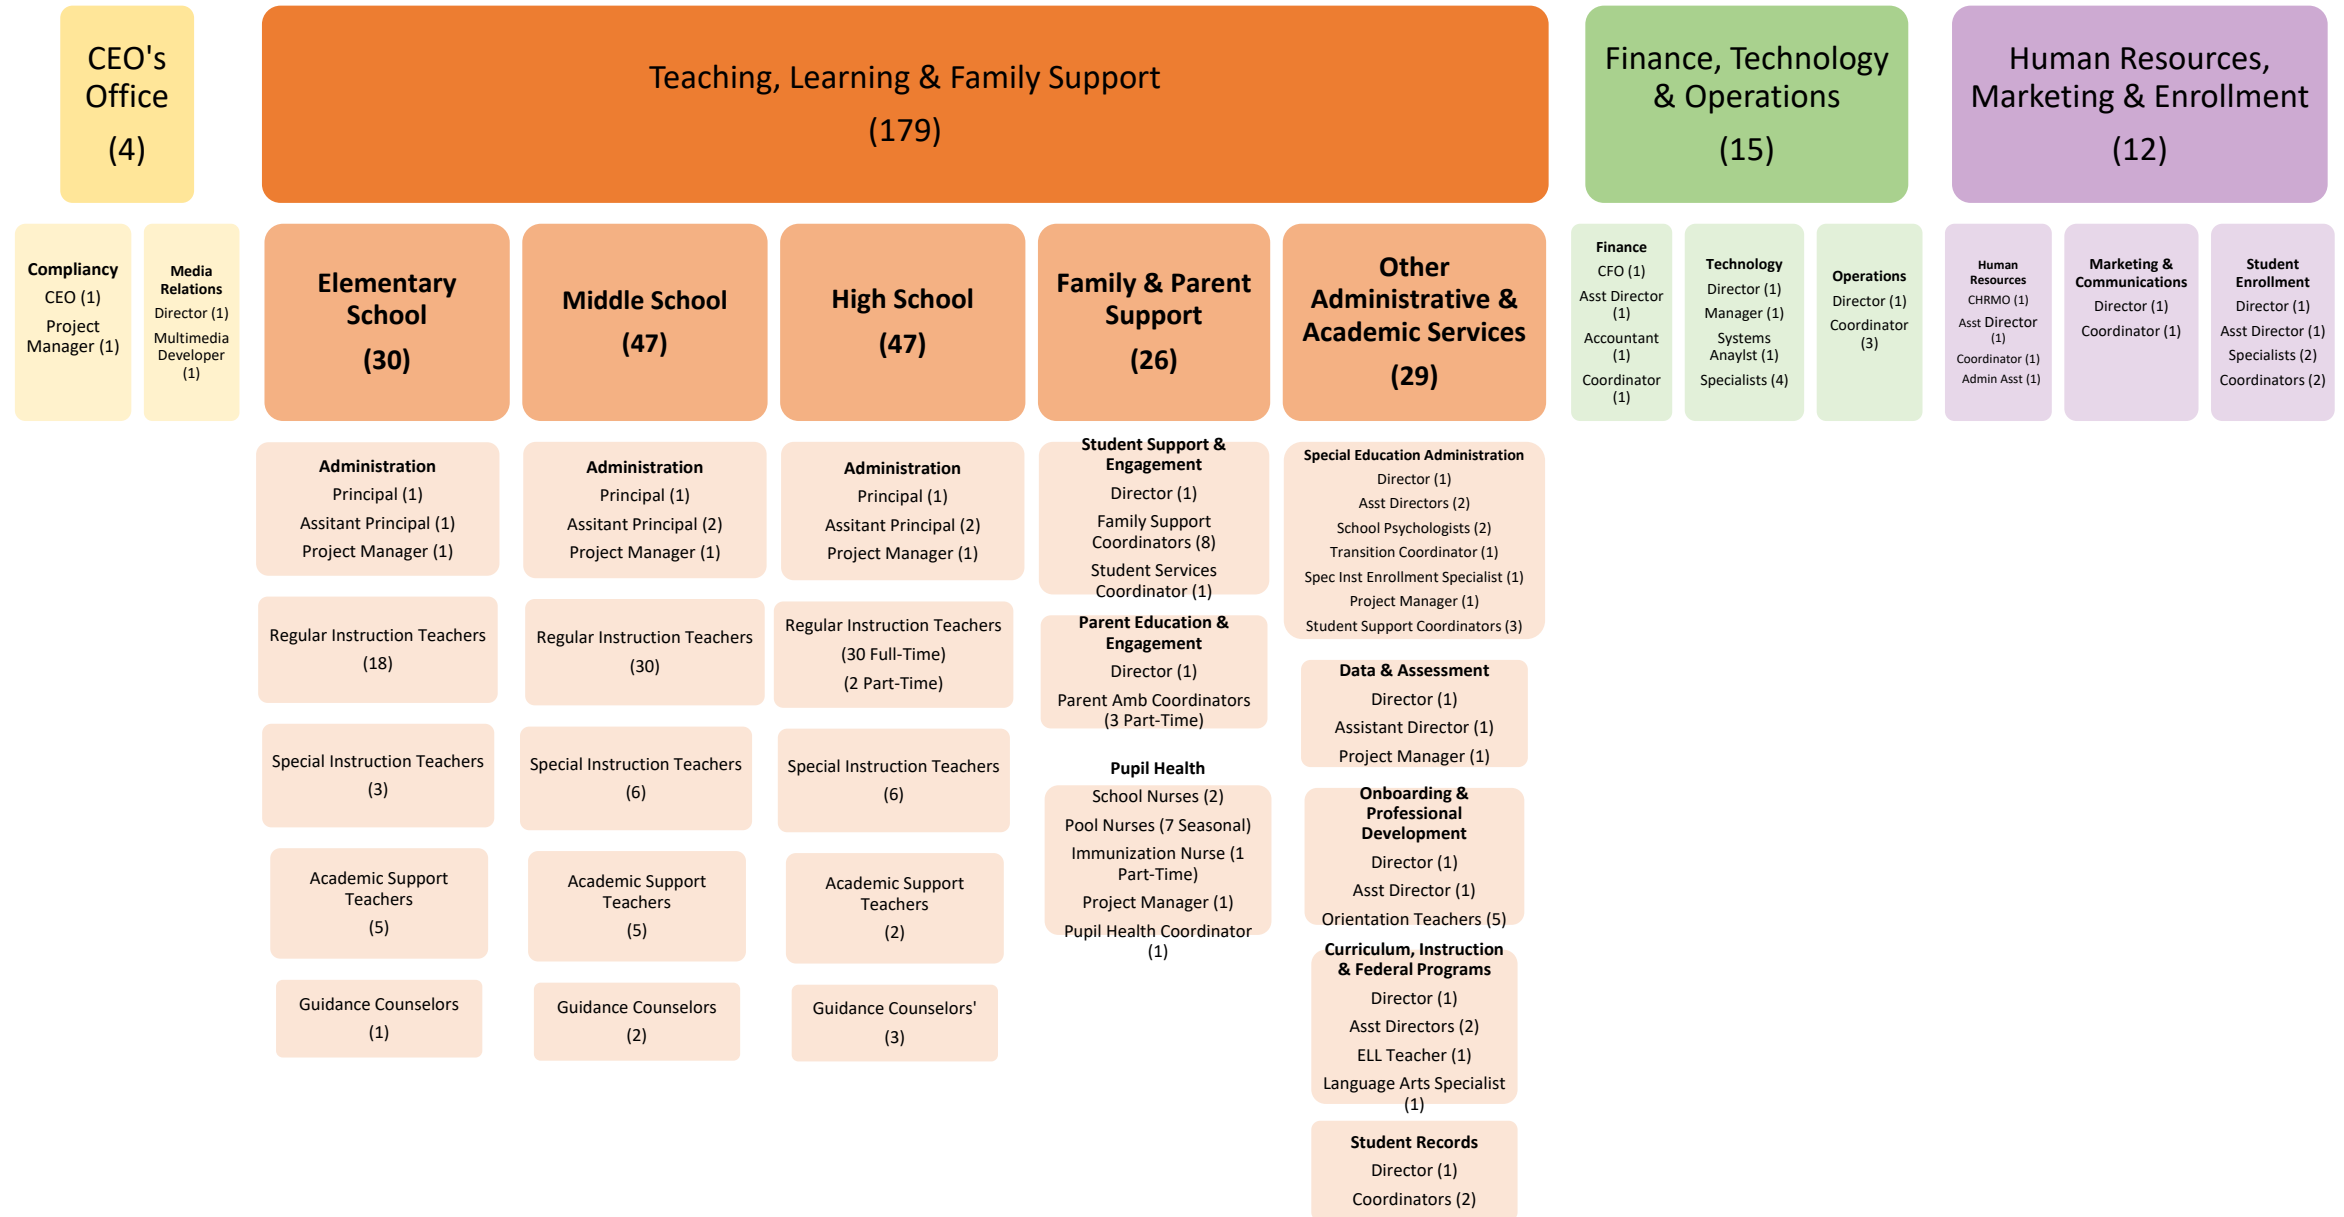 CEO's
Office
(4)
Teaching, Learning & Family Support
(179)
Finance, Technology
& Operations
(15)
Human Resources,
Marketing & Enrollment
(12)
Compliancy
CEO (1)
Project
Manager (1)
Media
Relations
Director (1)
Multimedia
Developer
(1)
Elementary
School
(30)
Middle School
(47)
High School
(47)
Family & Parent
Support
(26)
Other
Administrative &
Academic Services
(29)
Finance
CFO (1)
Asst Director
(1)
Accountant
(1)
Coordinator
(1)
Technology
Director (1)
Manager (1)
Systems
Anaylst (1)
Specialists (4)
Operations
Director (1)
Coordinator
(3)
Human
Resources
CHRMO (1)
Asst Director
(1)
Coordinator (1)
Admin Asst (1)
Marketing &
Communications
Director (1)
Coordinator (1)
Student
Enrollment
Director (1)
Asst Director (1)
Specialists (2)
Coordinators (2)
Administration
Principal (1)
Assitant Principal (1)
Project Manager (1)
Regular Instruction Teachers
(18)
Special Instruction Teachers
(3)
Academic Support
Teachers
(5)
Guidance Counselors
(1)
Administration
Principal (1)
Assitant Principal (2)
Project Manager (1)
Regular Instruction Teachers
(30)
Special Instruction Teachers
(6)
Academic Support
Teachers
(5)
Guidance Counselors
(2)
Administration
Principal (1)
Assitant Principal (2)
Project Manager (1)
Regular Instruction Teachers
(30 Full-Time)
(2 Part-Time)
Special Instruction Teachers
(6)
Academic Support
Teachers
(2)
Guidance Counselors'
(3)
Student Support &
Engagement
Director (1)
Family Support
Coordinators (8)
Student Services
Coordinator (1)
Parent Education &
Engagement
Director (1)
Parent Amb Coordinators
(3 Part-Time)
Pupil Health
School Nurses (2)
Pool Nurses (7 Seasonal)
Immunization Nurse (1
Part-Time)
Project Manager (1)
Pupil Health Coordinator
(1)
Special Education Administration
Director (1)
Asst Directors (2)
School Psychologists (2)
Transition Coordinator (1)
Spec Inst Enrollment Specialist (1)
Project Manager (1)
Student Support Coordinators (3)
Data & Assessment
Director (1)
Assistant Director (1)
Project Manager (1)
Onboarding &
Professional
Development
Director (1)
Asst Director (1)
Orientation Teachers (5)
Curriculum, Instruction
& Federal Programs
Director (1)
Asst Directors (2)
ELL Teacher (1)
Language Arts Specialist
(1)
Student Records
Director (1)
Coordinators (2)